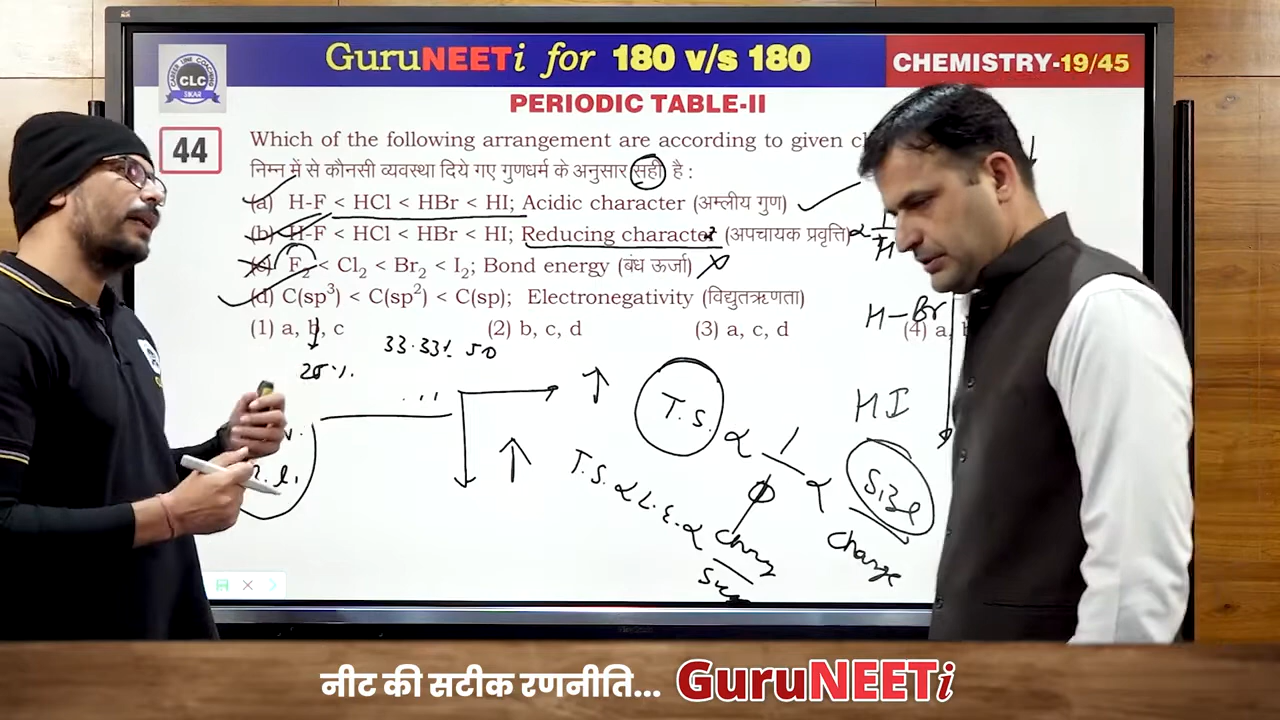 GuruNEETi for 180 v/s 180
CHEMISTRY-19/45
CLC
SIKAR
PERIODIC TABLE-II
44
Which of the following arrangement are according to given
निम्न में से कौनसी व्यवस्था दिये गए गुणधर्म के अनुसार सही है :
(a) H-F < HCl < HBr < HI; Acidic character (अम्लीय गुण)
(b) H-F < HCl < HBr < HI; Reducing character (अपचायक प्रवृत्ति)
(c) F₂ < Cl₂ < Br₂ < I₂; Bond energy (बंध ऊर्जा)
(d) C(sp³) < C(sp²) < C(sp); Electronegativity (विद्युतऋणता)
(1) a, b, c (2) b, c, d (3) a, c, d (4) a,
H-Br
33.33% 50
25%
HI
T.S. α 1/ϕ α Size/Charge
T.S. α L.E. α
नीट की सटीक रणनीति... GuruNEETi